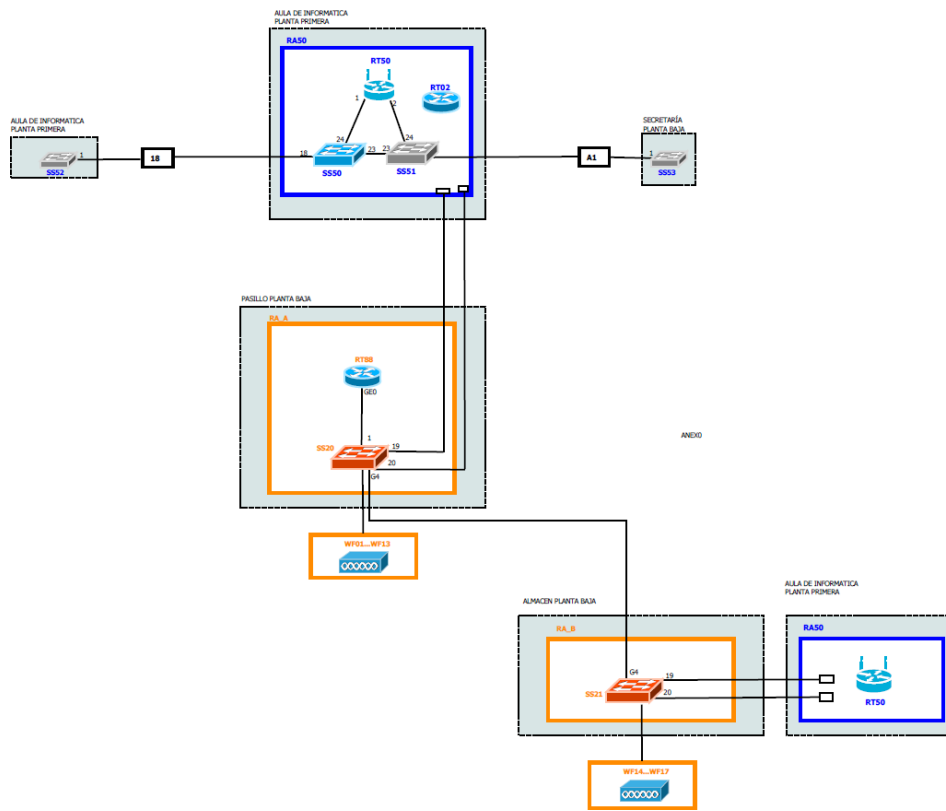 AULA DE INFORMATICA
PLANTA PRIMERA
RA50
RT50
RT02
1
2
24
24
23
23
18
SS50
SS51
AULA DE INFORMATICA
PLANTA PRIMERA
1
SS52
18
A1
SECRETARÍA
PLANTA BAJA
1
SS53
PASILLO PLANTA BAJA
RA_A
RT88
GE0
1
19
SS20
20
G4
WF01...WF13
ANEXO
ALMACEN PLANTA BAJA
RA_B
G4
19
SS21
20
WF14...WF17
AULA DE INFORMATICA
PLANTA PRIMERA
RA50
RT50